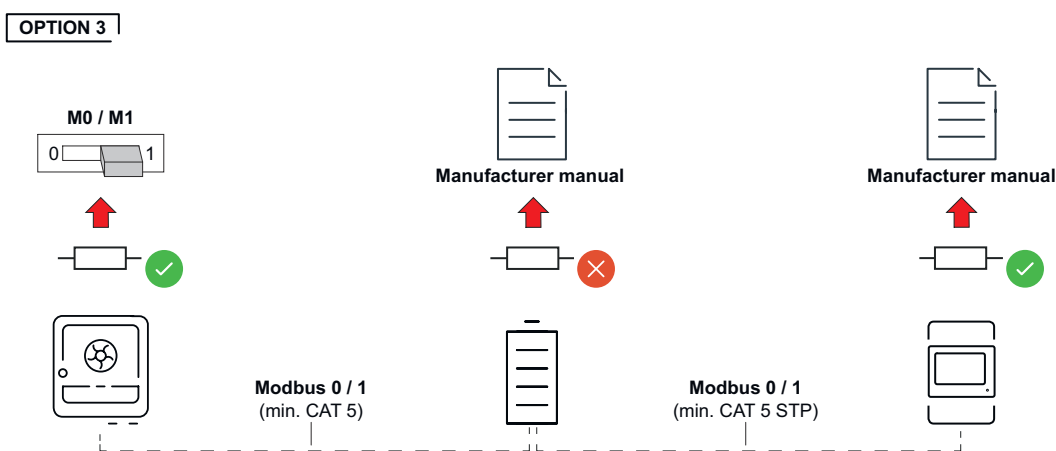 OPTION 3
M0 / M1
0 1
Manufacturer manual
Manufacturer manual
Modbus 0 / 1
(min. CAT 5)
Modbus 0 / 1
(min. CAT 5 STP)